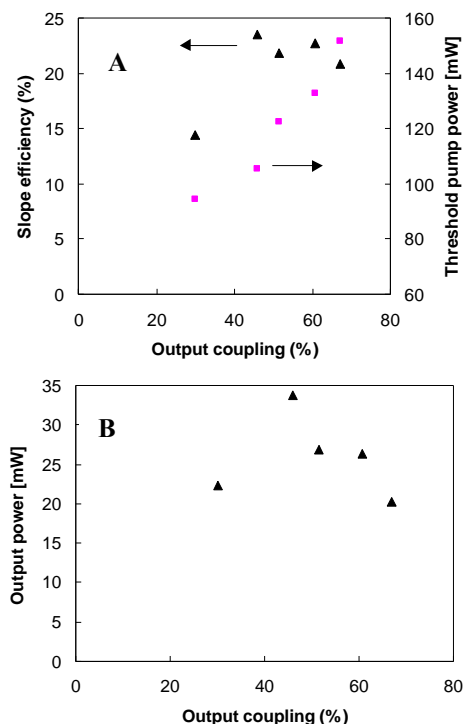 A
Slope efficiency (%)
25
20
15
10
5
0
160
140
120
100
80
60
Threshold pump power [mW]
0 20 40 60 80
Output coupling (%)
B
Output power [mW]
35
30
25
20
15
10
5
0
0 20 40 60 80
Output coupling (%)